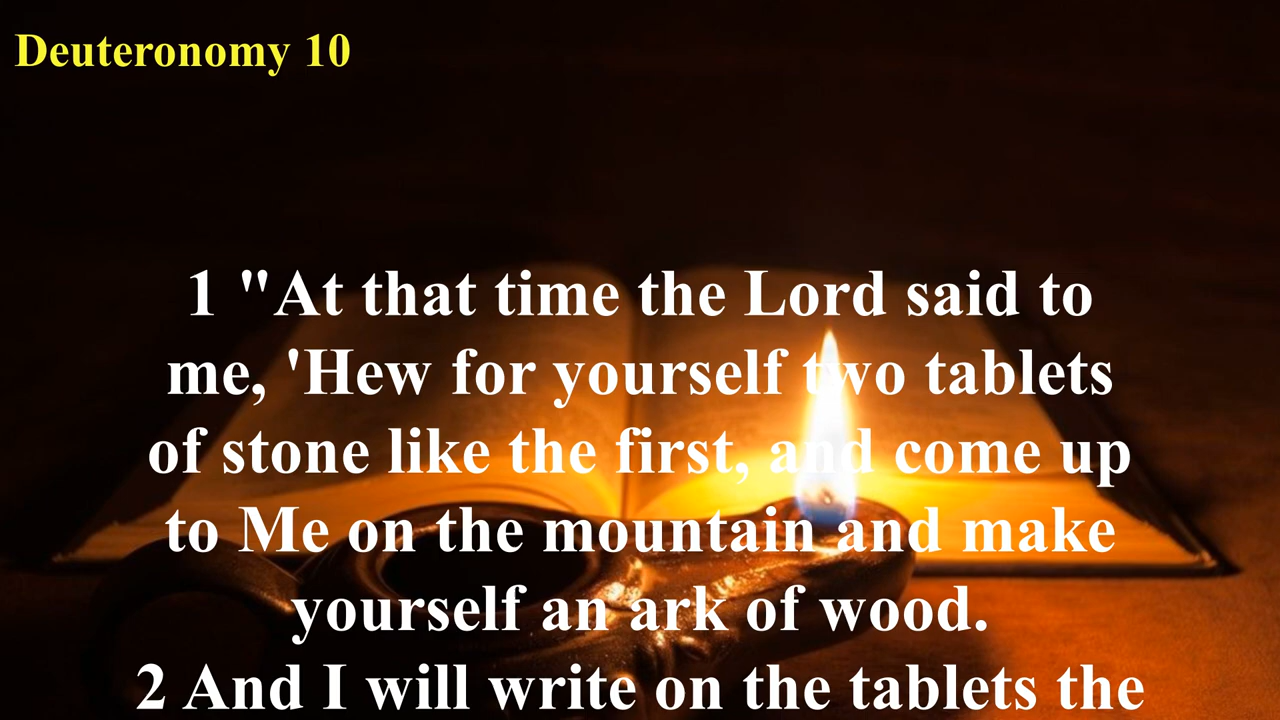 Deuteronomy 10
1 "At that time the Lord said to
me, 'Hew for yourself two tablets
of stone like the first, and come up
to Me on the mountain and make
yourself an ark of wood.
2 And I will write on the tablets the